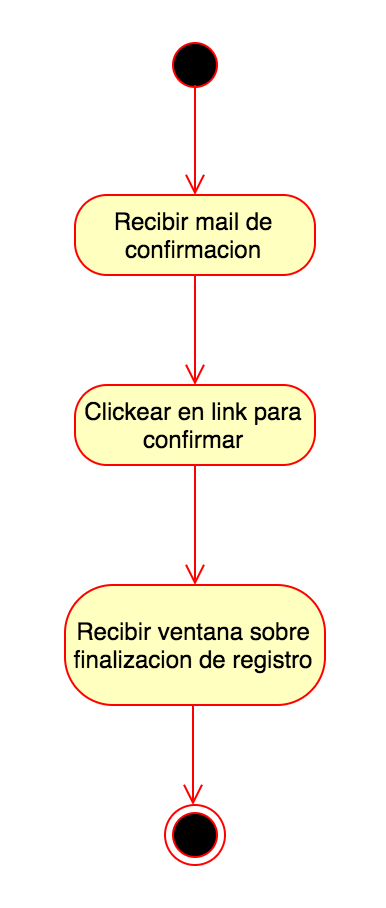 Recibir mail de
confirmacion
Clickear en link para
confirmar
Recibir ventana sobre
finalizacion de registro